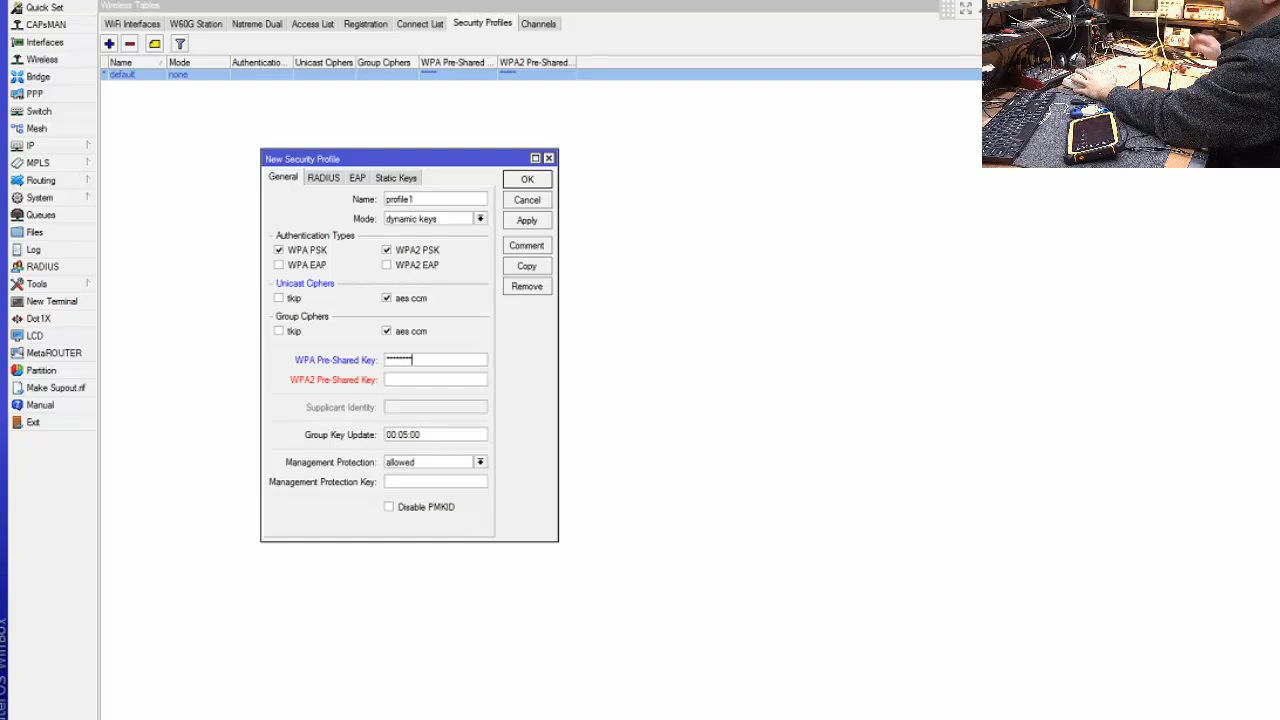 Wireless Tables
Quick Set
CAPsMAN
Interfaces
Wireless
Bridge
PPP
Switch
Mesh
IP
MPLS
Routing
System
Queues
Files
Log
RADIUS
Tools
New Terminal
Dot1X
LCD
MetaROUTER
Partition
Make Supout.rif
Manual
Exit
WiFi Interfaces W60G Station Nstreme Dual Access List Registration Connect List Security Profiles Channels
Name / Mode Authenticatio... Unicast Ciphers Group Ciphers WPA Pre-Shared ... WPA2 Pre-Shared...
* default none ***** *****
New Security Profile
General RADIUS EAP Static Keys
Name: profile1
Mode: dynamic keys
Authentication Types
WPA PSK WPA2 PSK
WPA EAP WPA2 EAP
Unicast Ciphers
tkip aes ccm
Group Ciphers
tkip aes ccm
WPA Pre-Shared Key: ********
WPA2 Pre-Shared Key:
Supplicant Identity:
Group Key Update: 00:05:00
Management Protection: allowed
Management Protection Key:
Disable PMKID
OK
Cancel
Apply
Comment
Copy
Remove